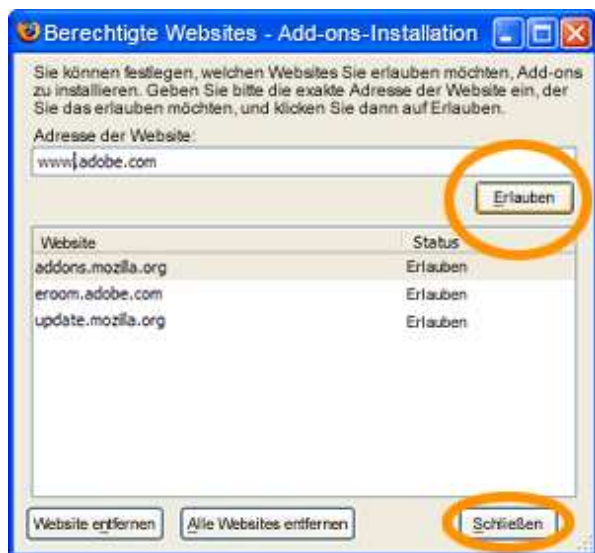 Berechtigte Websites - Add-ons-Installation
Sie können festlegen, welchen Websites Sie erlauben möchten, Add-ons
zu installieren. Geben Sie bitte die exakte Adresse der Website ein, der
Sie das erlauben möchten, und klicken Sie dann auf Erlauben.
Adresse der Website:
www.adobe.com
Erlauben
Website Status
addons.mozilla.org Erlauben
eroom.adobe.com Erlauben
update.mozilla.org Erlauben
Website entfernen Alle Websites entfernen Schließen